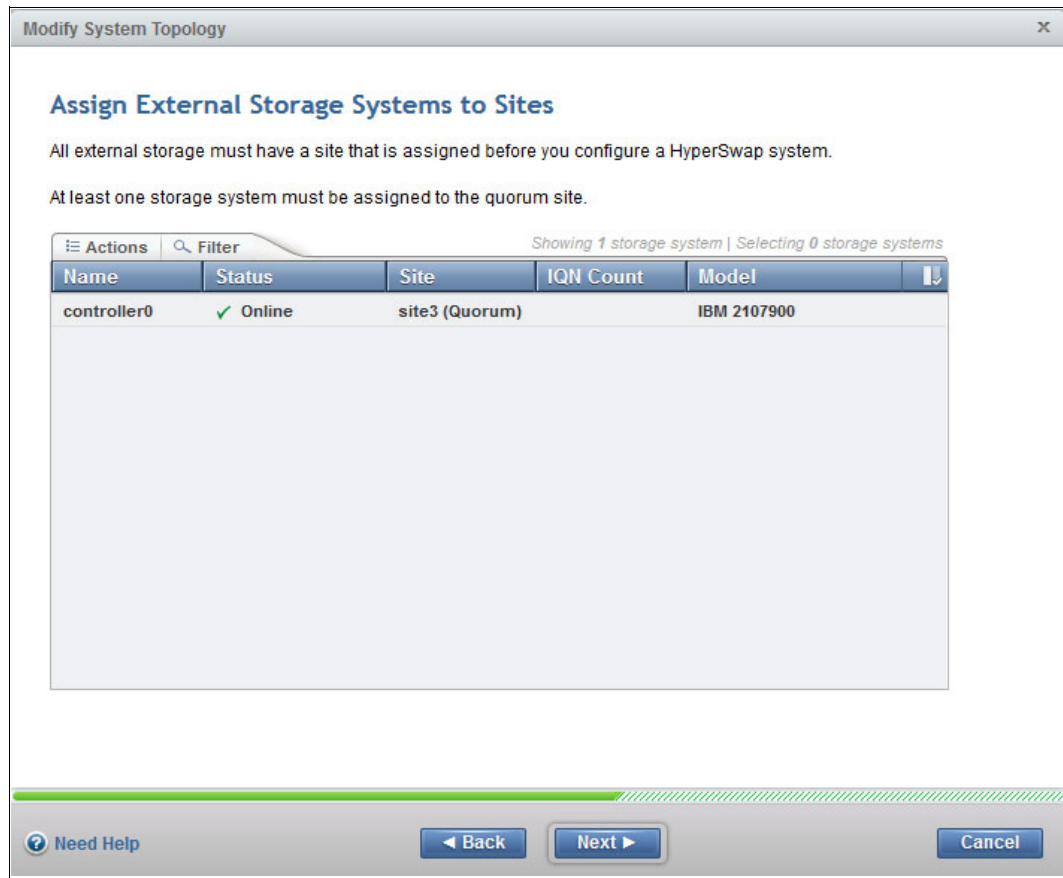 Modify System Topology x
Assign External Storage Systems to Sites
All external storage must have a site that is assigned before you configure a HyperSwap system.
At least one storage system must be assigned to the quorum site.
Actions Filter Showing 1 storage system | Selecting 0 storage systems
Name Status Site IQN Count Model
controller0 Online site3 (Quorum) IBM 2107900
Need Help Back Next Cancel